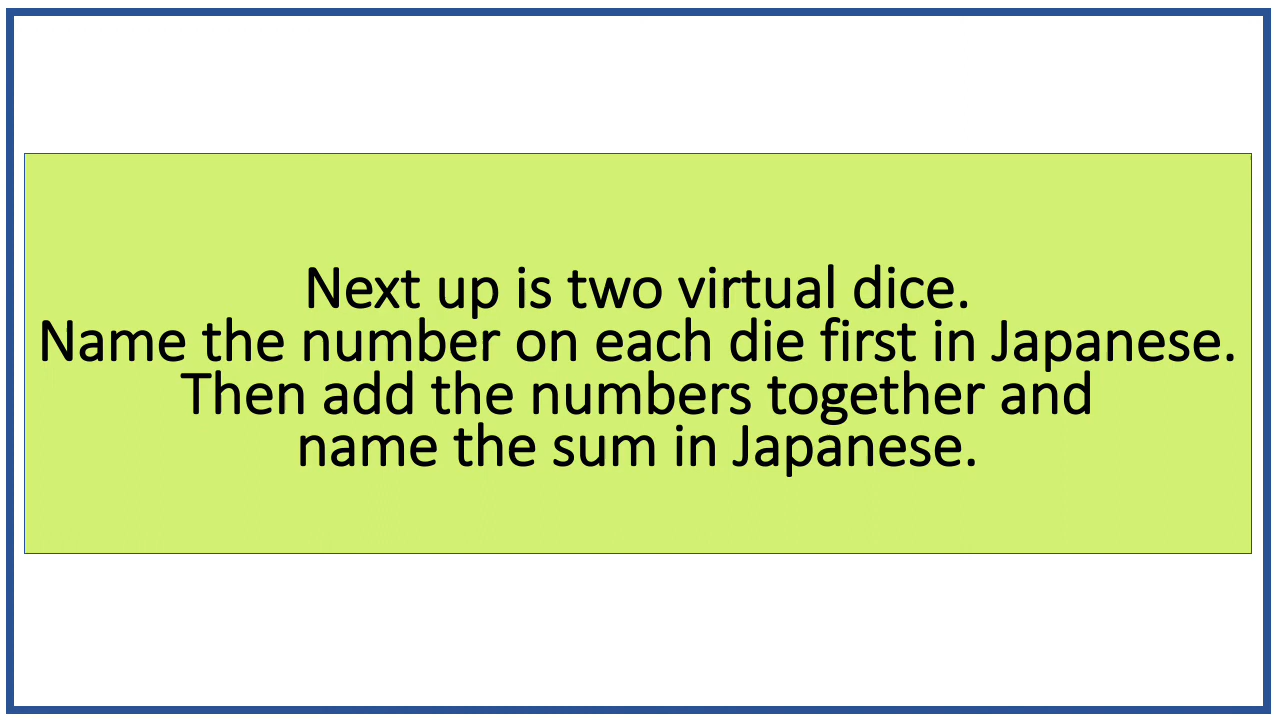 Next up is two virtual dice.
Name the number on each die first in Japanese.
Then add the numbers together and
name the sum in Japanese.